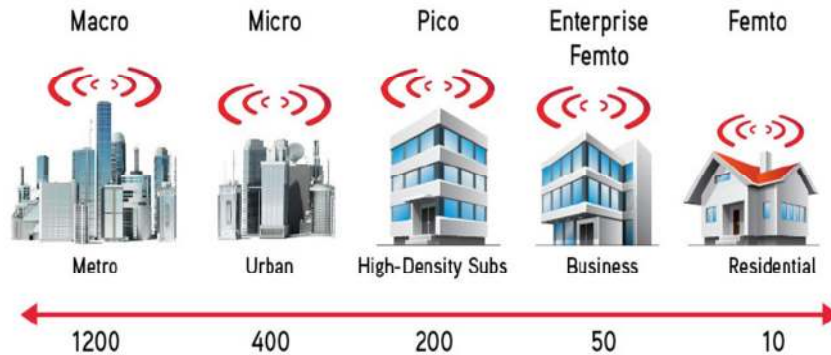 Macro
Micro
Pico
Enterprise
Femto
Femto
Metro
Urban
High-Density Subs
Business
Residential
1200
400
200
50
10